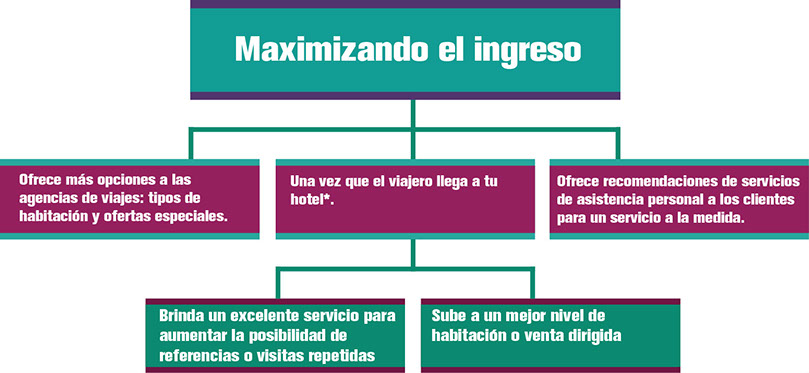 Maximizando el ingreso
Ofrece más opciones a las
agencias de viajes: tipos de
habitación y ofertas especiales.
Una vez que el viajero llega a tu
hotel*.
Ofrece recomendaciones de servicios
de asistencia personal a los clientes
para un servicio a la medida.
Brinda un excelente servicio para
aumentar la posibilidad de
referencias o visitas repetidas
Sube a un mejor nivel de
habitación o venta dirigida